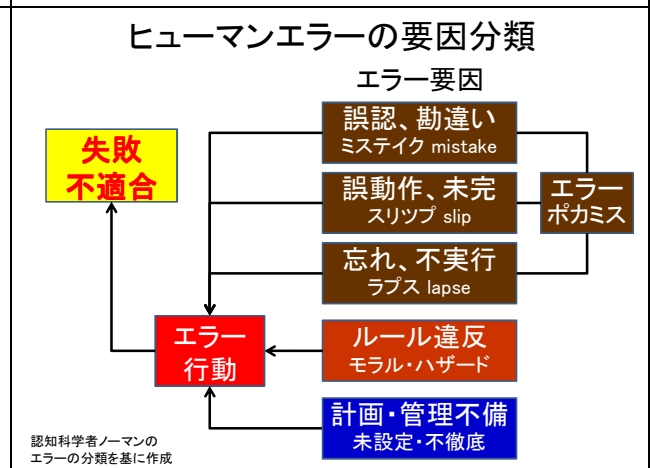 ヒューマンエラーの要因分類
エラー要因
誤認、勘違い
ミステイク mistake
失敗
不適合
誤動作、未完
スリツプ slip
エラー
ポカミス
忘れ、不実行
ラプス lapse
エラー
行動
ルール違反
モラル・ハザード
計画・管理不備
未設定・不徹底
認知科学者ノーマンの
エラーの分類を基に作成